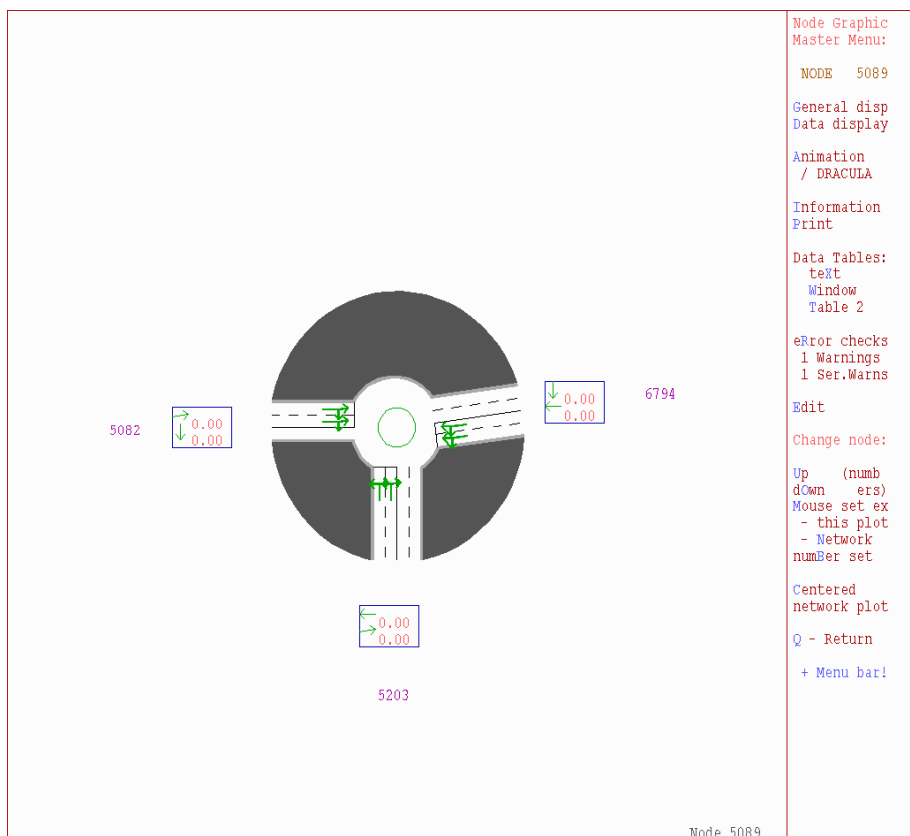 Node Graphic
Master Menu:
NODE 5089
General disp
Data display
Animation
/ DRACULA
Information
Print
Data Tables:
teXt
Window
Table 2
eRror checks
1 Warnings
1 Ser.Warns
Edit
Change node:
Up (numb
dOwn ers)
Mouse set ex
- this plot
- Network
numBer set
Centered
network plot
Q - Return
+ Menu bar!
6794
0.00
0.00
5082
0.00
0.00
0.00
0.00
5203
Node 5089